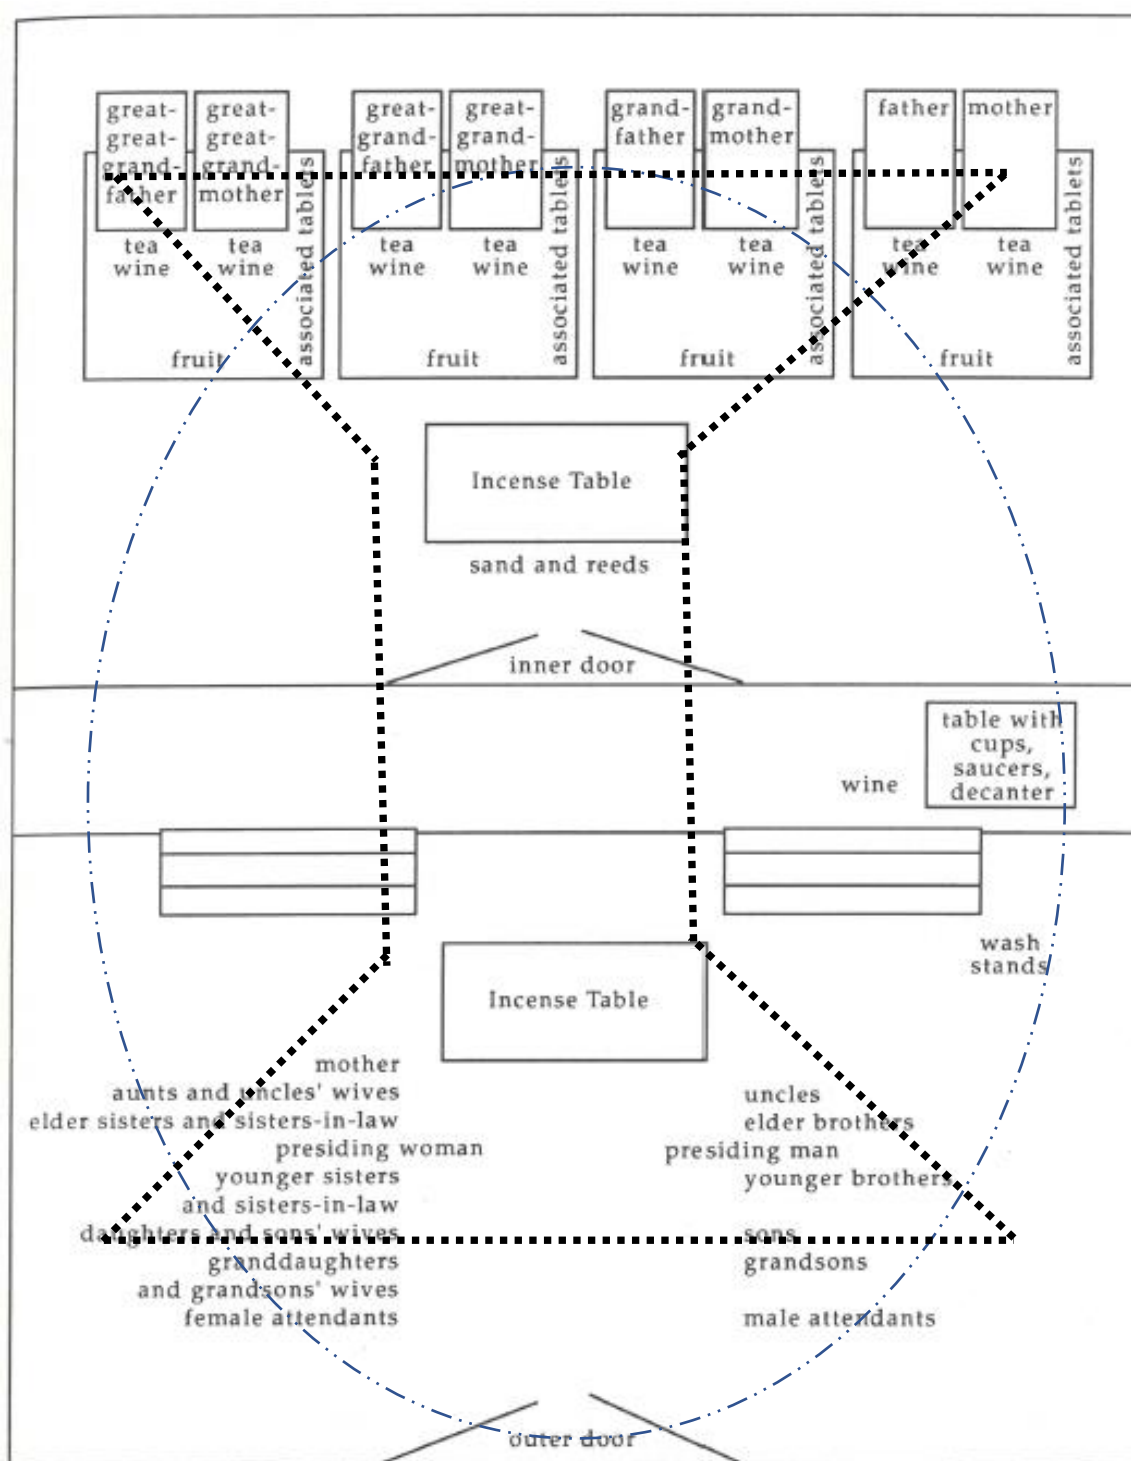 great-
great-
grand-
father
great-
great-
grand-
mother
great-
grand-
father
great-
grand-
mother
grand-
father
grand-
mother
father
mother
tea
wine
tea
wine
associated tablets
tea
wine
tea
wine
associated tablets
tea
wine
tea
wine
associated tablets
tea
wine
tea
wine
associated tablets
fruit
fruit
fruit
fruit
Incense Table
sand and reeds
inner door
table with
cups,
saucers,
decanter
wine
wash
stands
Incense Table
mother
aunts and uncles' wives
elder sisters and sisters-in-law
presiding woman
younger sisters
and sisters-in-law
daughters and sons' wives
granddaughters
and grandsons' wives
female attendants
uncles
elder brothers
presiding man
younger brothers
sons
grandsons
male attendants
outer door